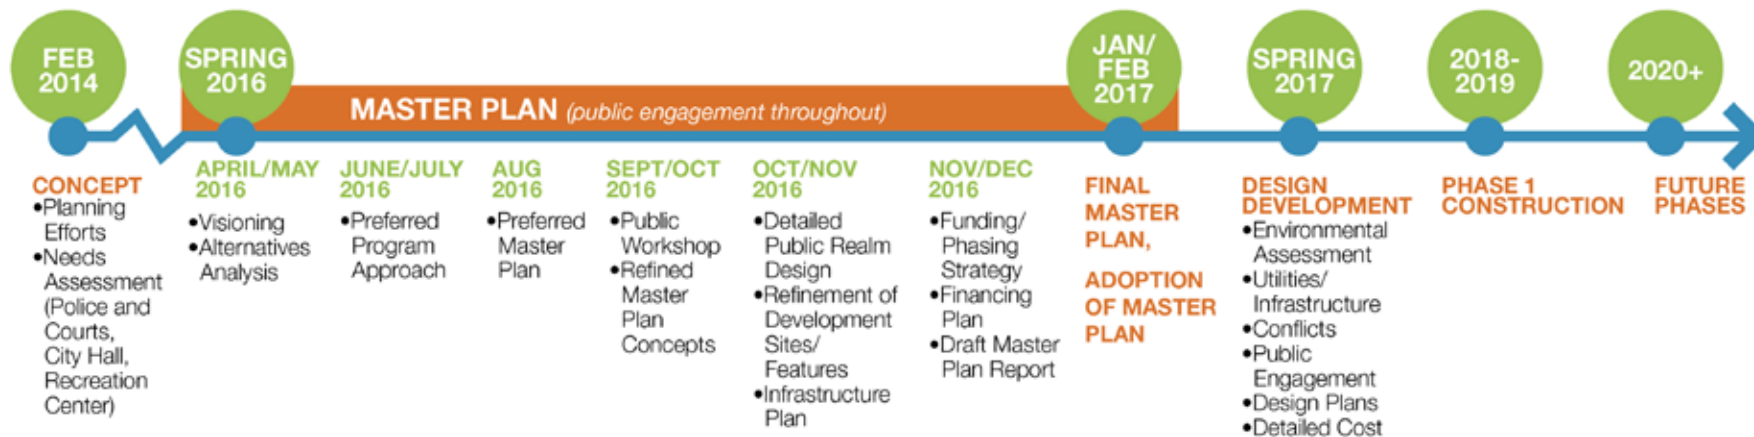 FEB
2014
SPRING
2016
JAN/
FEB
2017
SPRING
2017
2018-
2019
2020+
MASTER PLAN (public engagement throughout)
CONCEPT
•Planning
Efforts
•Needs
Assessment
(Police and
Courts,
City Hall,
Recreation
Center)
APRIL/MAY
2016
•Visioning
•Alternatives
Analysis
JUNE/JULY
2016
•Preferred
Program
Approach
AUG
2016
•Preferred
Master
Plan
SEPT/OCT
2016
•Public
Workshop
•Refined
Master
Plan
Concepts
OCT/NOV
2016
•Detailed
Public Realm
Design
•Refinement of
Development
Sites/
Features
•Infrastructure
Plan
NOV/DEC
2016
•Funding/
Phasing
Strategy
•Financing
Plan
•Draft Master
Plan Report
FINAL
MASTER
PLAN,
ADOPTION
OF MASTER
PLAN
DESIGN
DEVELOPMENT
•Environmental
Assessment
•Utilities/
Infrastructure
•Conflicts
•Public
Engagement
•Design Plans
•Detailed Cost
PHASE 1
CONSTRUCTION
FUTURE
PHASES